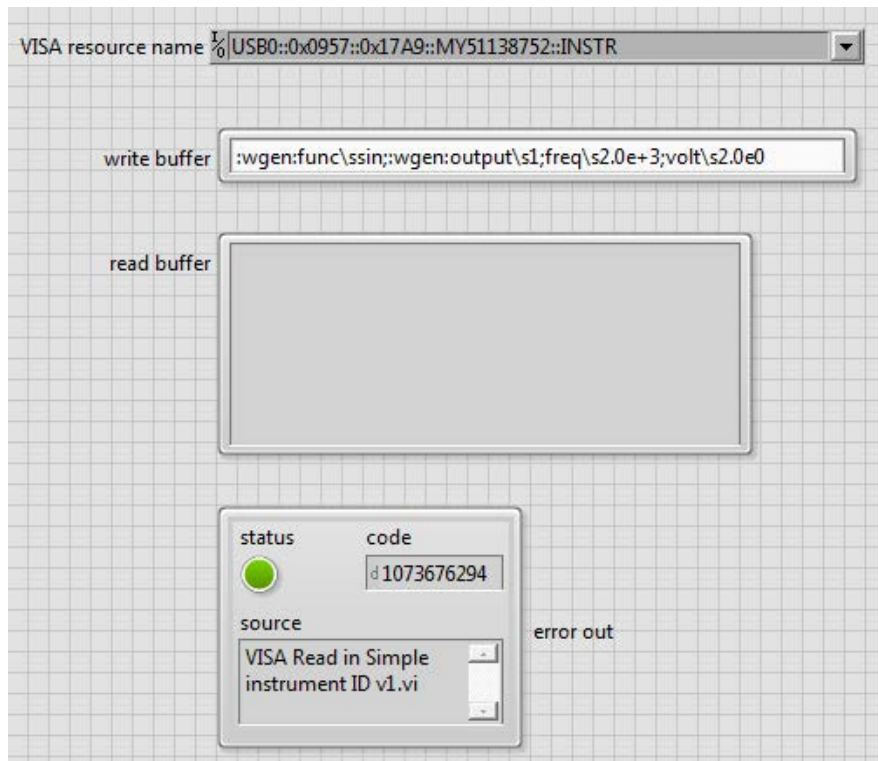 VISA resource name I/O USB0::0x0957::0x17A9::MY51138752::INSTR
write buffer :wgen:func\ssin;:wgen:output\s1;freq\s2.0e+3;volt\s2.0e0
read buffer
status code
d 1073676294
source
VISA Read in Simple
instrument ID v1.vi
error out